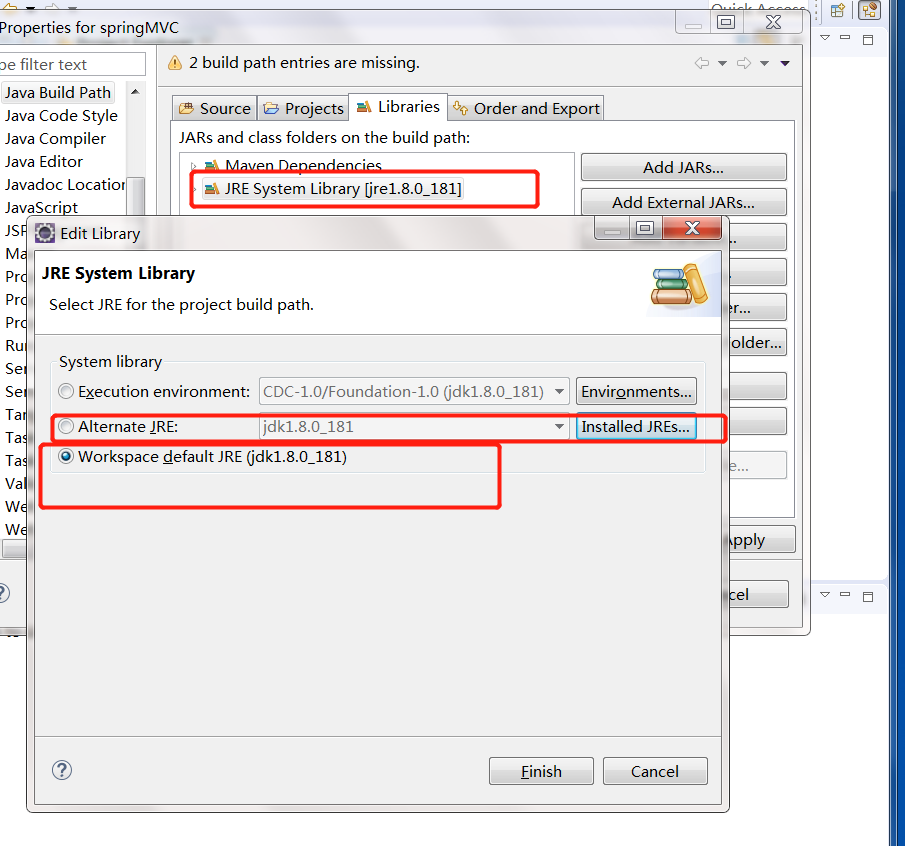 Quick Access
Properties for springMVC
pe filter text
2 build path entries are missing.
Java Build Path
Java Code Style
Java Compiler
Java Editor
Javadoc Location
JavaScript
JSP
Ma
Pro
Pro
Pro
Run
Ser
Ser
Tar
Tas
Tas
Val
We
We
Source
Projects
Libraries
Order and Export
JARs and class folders on the build path:
Maven Dependencies
JRE System Library [jre1.8.0_181]
Add JARs...
Add External JARs...
...
er...
older...
e...
Apply
cel
Edit Library
JRE System Library
Select JRE for the project build path.
System library
Execution environment:
CDC-1.0/Foundation-1.0 (jdk1.8.0_181)
Environments...
Alternate JRE:
jdk1.8.0_181
Installed JREs...
Workspace default JRE (jdk1.8.0_181)
?
Finish
Cancel